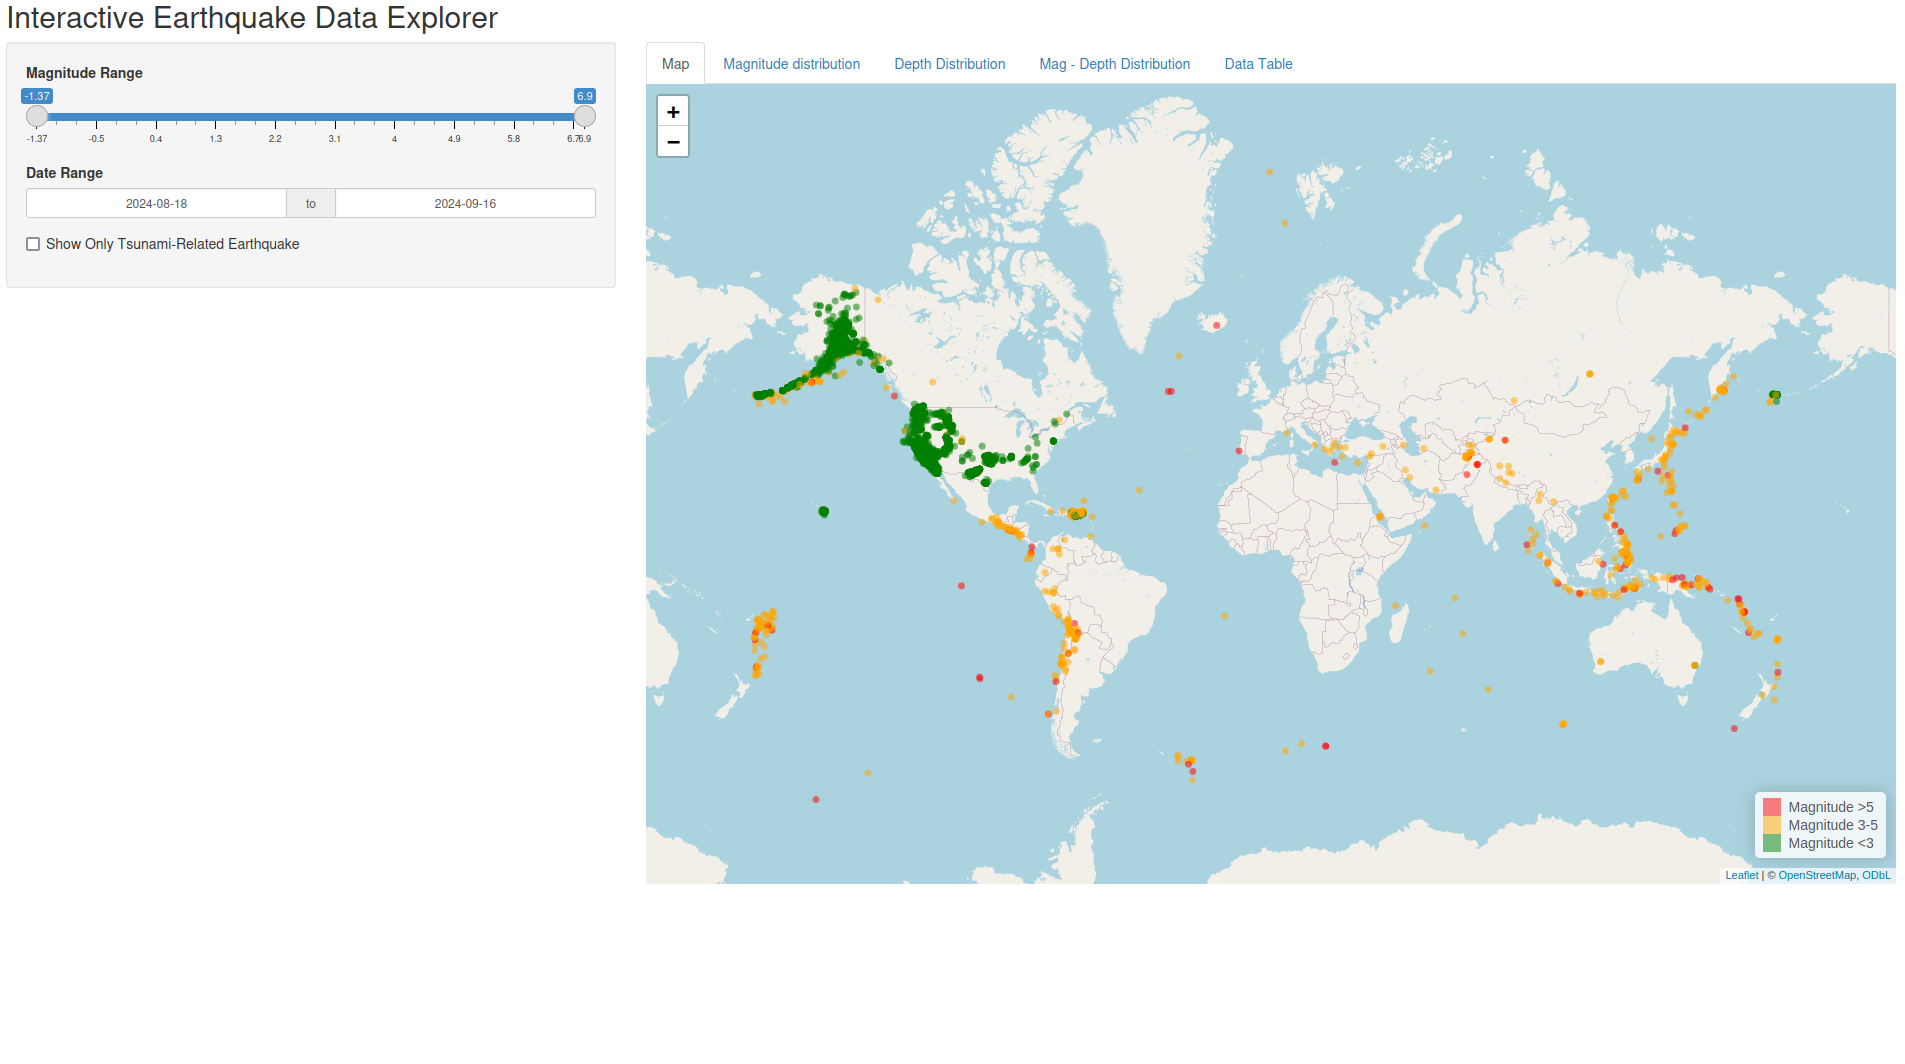 Interactive Earthquake Data Explorer
Magnitude Range
-1.37 6.9
-1.37 -0.5 0.4 1.3 2.2 3.1 4 4.9 5.8 6.7 6.9
Date Range
2024-08-18 to 2024-09-16
Show Only Tsunami-Related Earthquake
Map Magnitude distribution Depth Distribution Mag - Depth Distribution Data Table
+
−
Magnitude >5
Magnitude 3-5
Magnitude <3
Leaflet | © OpenStreetMap, ODbL